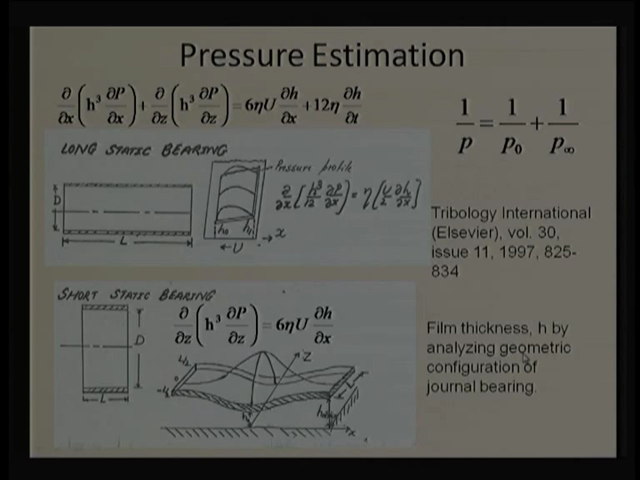 Pressure Estimation
∂/∂x (h³ ∂P/∂x) + ∂/∂z (h³ ∂P/∂z) = 6ηU ∂h/∂x + 12η ∂h/∂t
1/p = 1/p₀ + 1/p∞
LONG STATIC BEARING
Pressure profile
∂/∂x [h³/12 ∂P/∂x] = η [U/2 ∂h/∂x]
D
L
U
x
Tribology International
(Elsevier), vol. 30,
issue 11, 1997, 825-
834
SHORT STATIC BEARING
∂/∂z (h³ ∂P/∂z) = 6ηU ∂h/∂x
D
L
z
x
Film thickness, h by
analyzing geometric
configuration of
journal bearing.